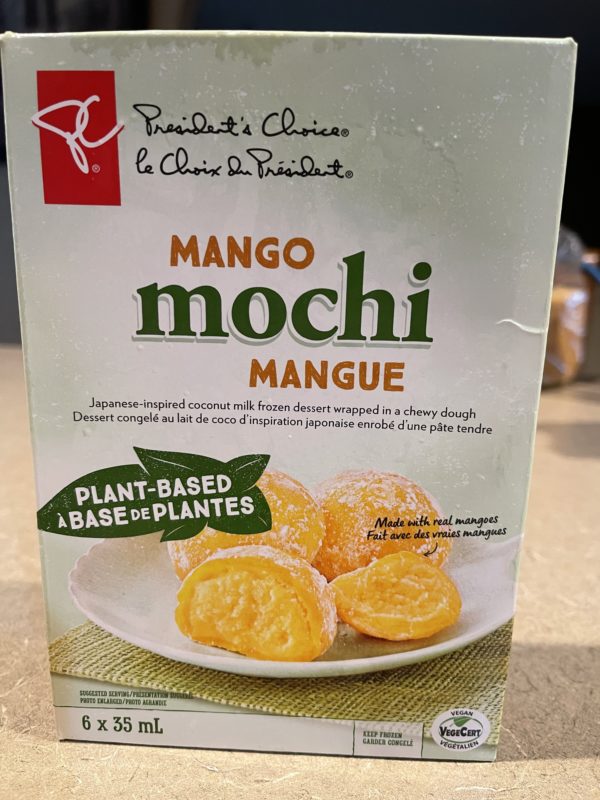 PC®
President's Choice®
le Choix du Président®
MANGO
mochi
MANGUE
Japanese-inspired coconut milk frozen dessert wrapped in a chewy dough
Dessert congelé au lait de coco d'inspiration japonaise enrobé d'une pâte tendre
PLANT-BASED
À BASE DE PLANTES
Made with real mangoes
Fait avec des vraies mangues
SUGGESTED SERVING/PRÉSENTATION SUGGÉRÉE
PHOTO ENLARGED/PHOTO AGRANDIE
6 x 35 mL
KEEP FROZEN
GARDER CONGELÉ
VEGAN
VEGECERT
VÉGÉTALIEN